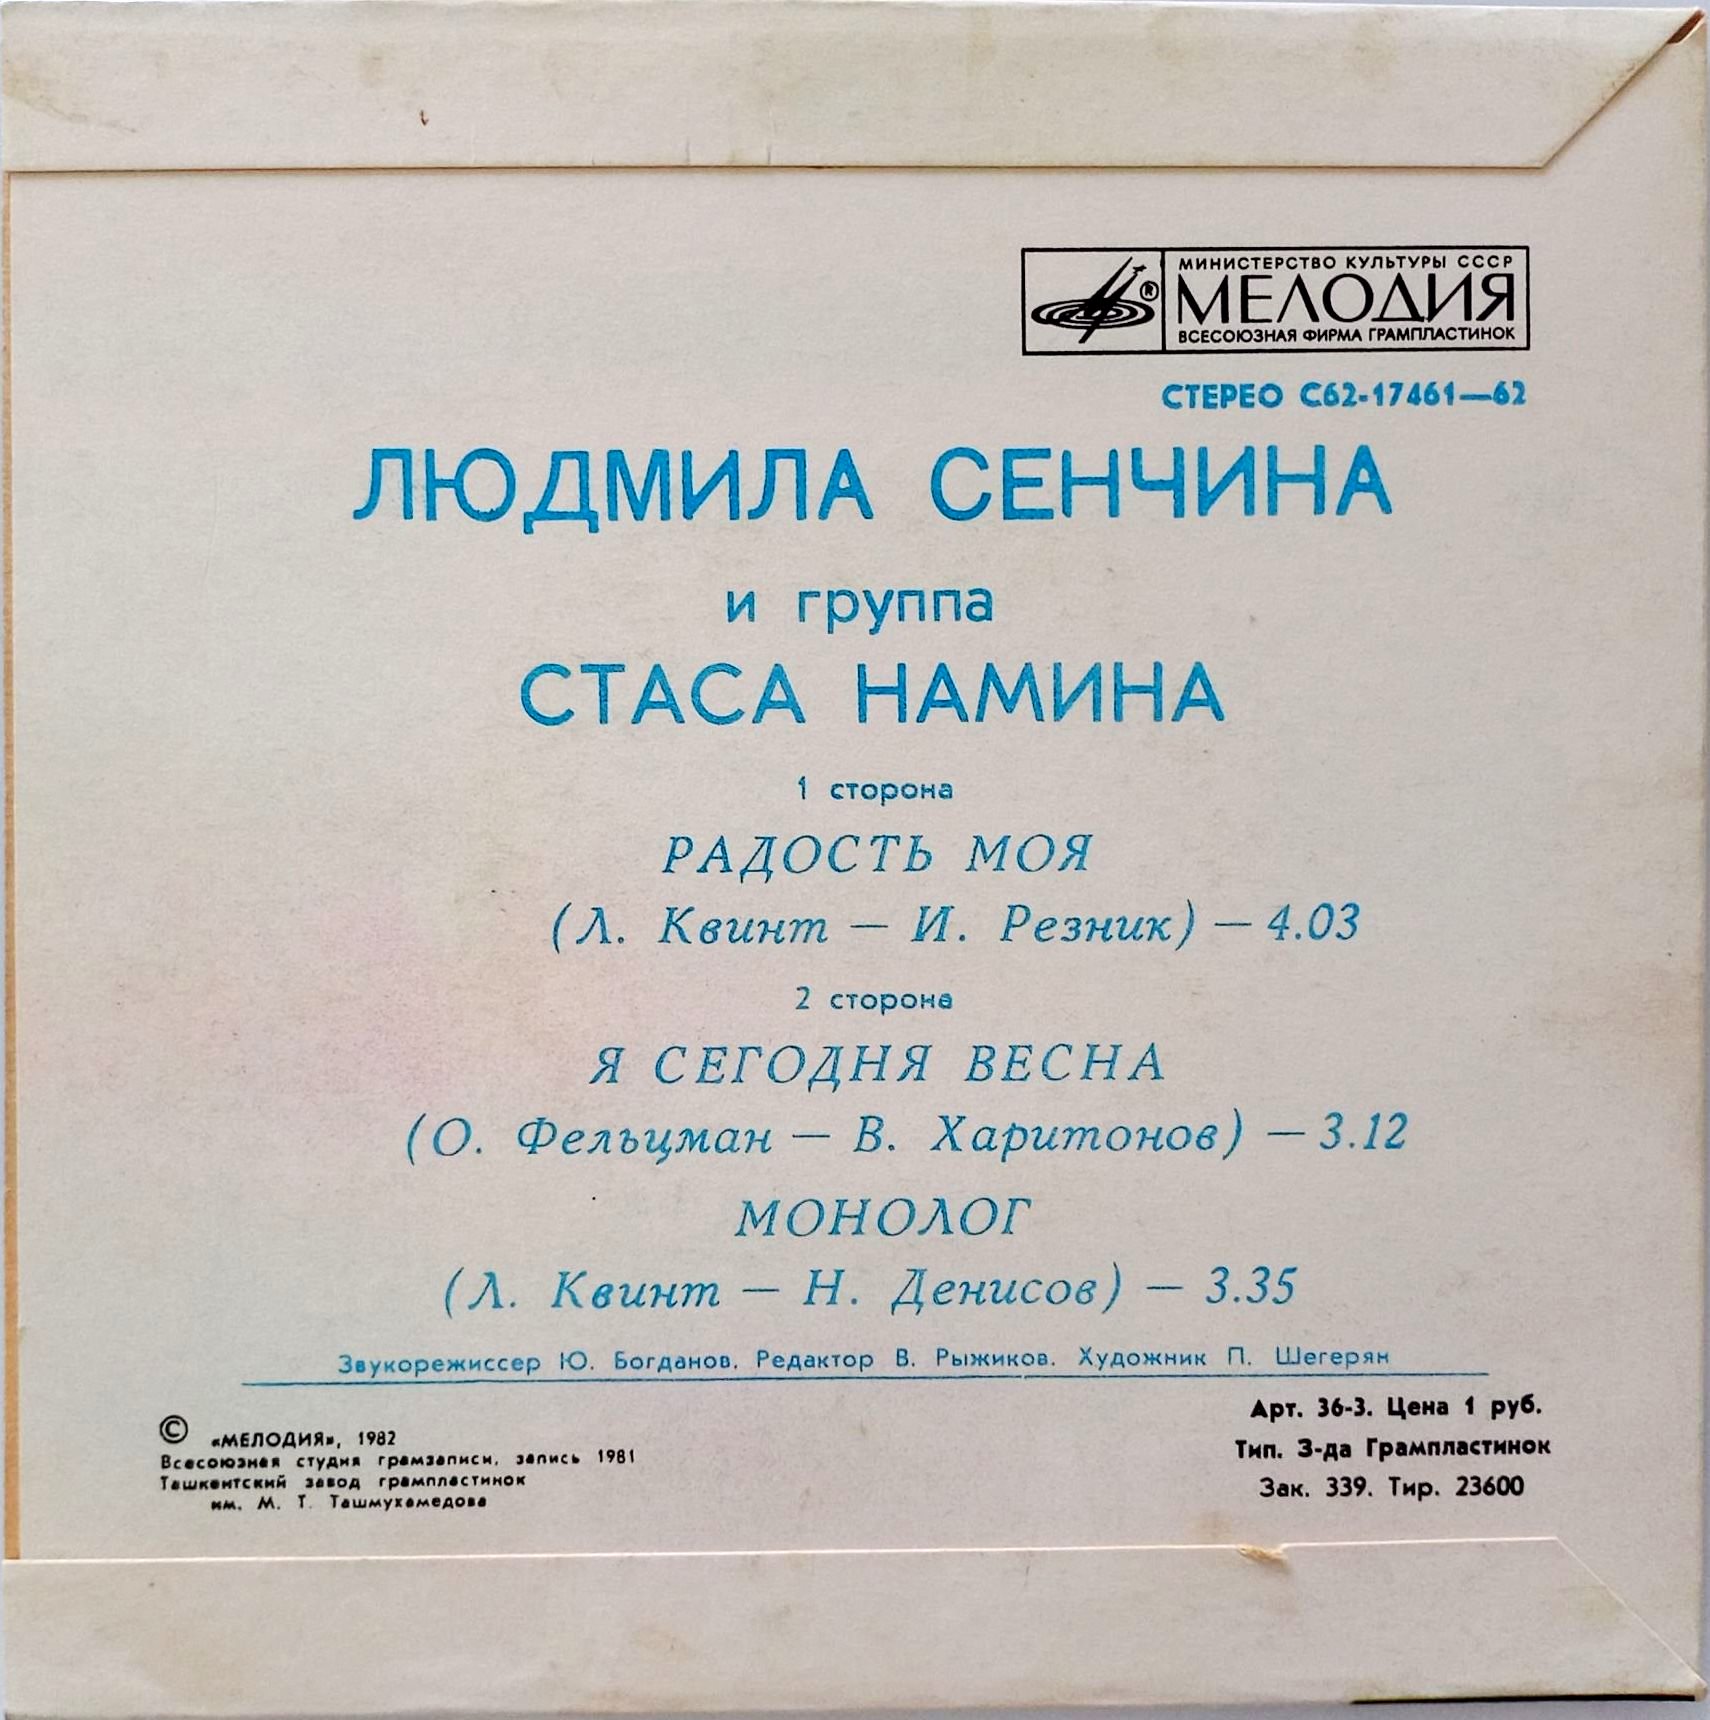 МИНИСТЕРСТВО КУЛЬТУРЫ СССР
МЕЛОДИЯ
ВСЕСОЮЗНАЯ ФИРМА ГРАМПЛАСТИНОК
СТЕРЕО С62-17461—62
ЛЮДМИЛА СЕНЧИНА
и группа
СТАСА НАМИНА
1 сторона
РАДОСТЬ МОЯ
(Л. Квинт — И. Резник) — 4.03
2 сторона
Я СЕГОДНЯ ВЕСНА
(О. Фельцман — В. Харитонов) — 3.12
МОНОЛОГ
(Л. Квинт — Н. Денисов) — 3.35
Звукорежиссер Ю. Богданов. Редактор В. Рыжиков. Художник П. Шегерян
© «МЕЛОДИЯ», 1982
Всесоюзная студия грамзаписи, запись 1981
Ташкентский завод грампластинок
им. М. Т. Ташмухамедова
Арт. 36-3. Цена 1 руб.
Тип. З-да Грампластинок
Зак. 339. Тир. 23600